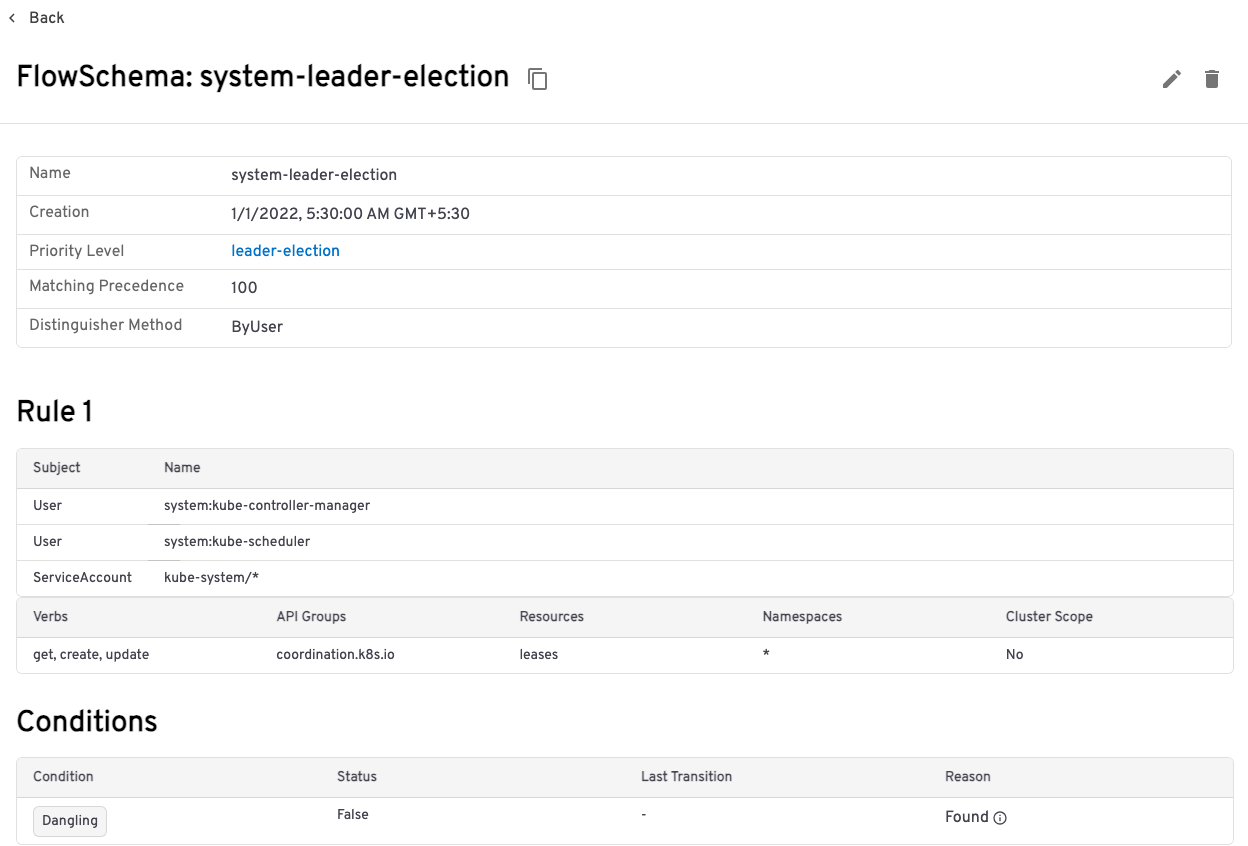 Back
FlowSchema: system-leader-election
Name system-leader-election
Creation 1/1/2022, 5:30:00 AM GMT+5:30
Priority Level leader-election
Matching Precedence 100
Distinguisher Method ByUser
Rule 1
Subject Name
User system:kube-controller-manager
User system:kube-scheduler
ServiceAccount kube-system/*
Verbs API Groups Resources Namespaces Cluster Scope
get, create, update coordination.k8s.io leases * No
Conditions
Condition Status Last Transition Reason
Dangling False - Found